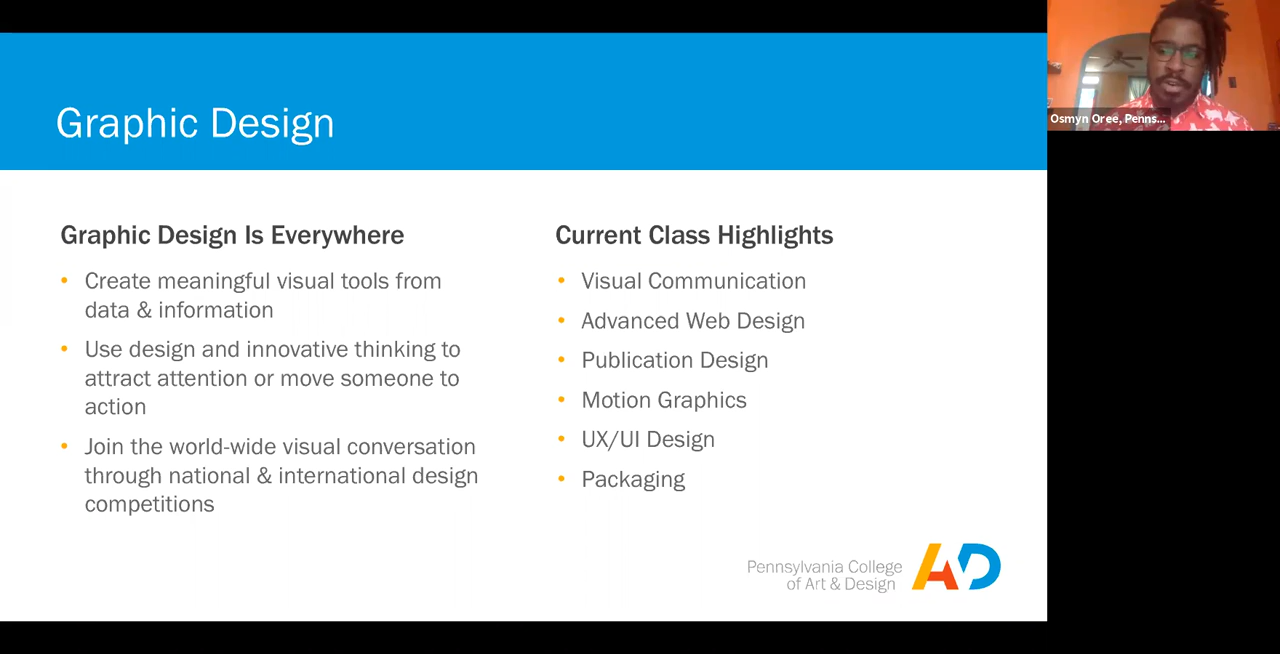 Graphic Design
Graphic Design Is Everywhere
• Create meaningful visual tools from
data & information
• Use design and innovative thinking to
attract attention or move someone to
action
• Join the world-wide visual conversation
through national & international design
competitions
Current Class Highlights
• Visual Communication
• Advanced Web Design
• Publication Design
• Motion Graphics
• UX/UI Design
• Packaging
Pennsylvania College
of Art & Design
AD
Osmyn Oree, Penns...